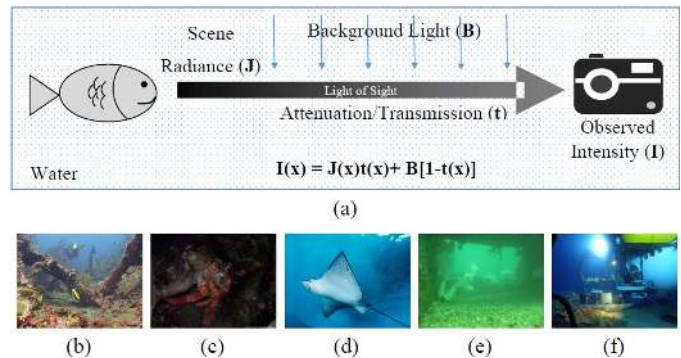 Scene
Radiance (J)
Background Light (B)
Light of Sight
Attenuation/Transmission (t)
Observed
Intensity (I)
Water
I(x) = J(x)t(x)+ B[1-t(x)]
(a)
(b) (c) (d) (e) (f)